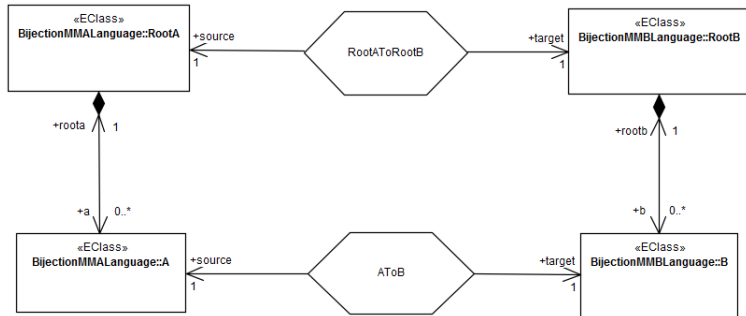 «EClass»
BijectionMMALanguage::RootA
+source
1
RootAToRootB
+target
1
«EClass»
BijectionMMBLanguage::RootB
+roota
1
+rootb
1
+a
0..*
+b
0..*
«EClass»
BijectionMMALanguage::A
+source
1
AToB
+target
1
«EClass»
BijectionMMBLanguage::B